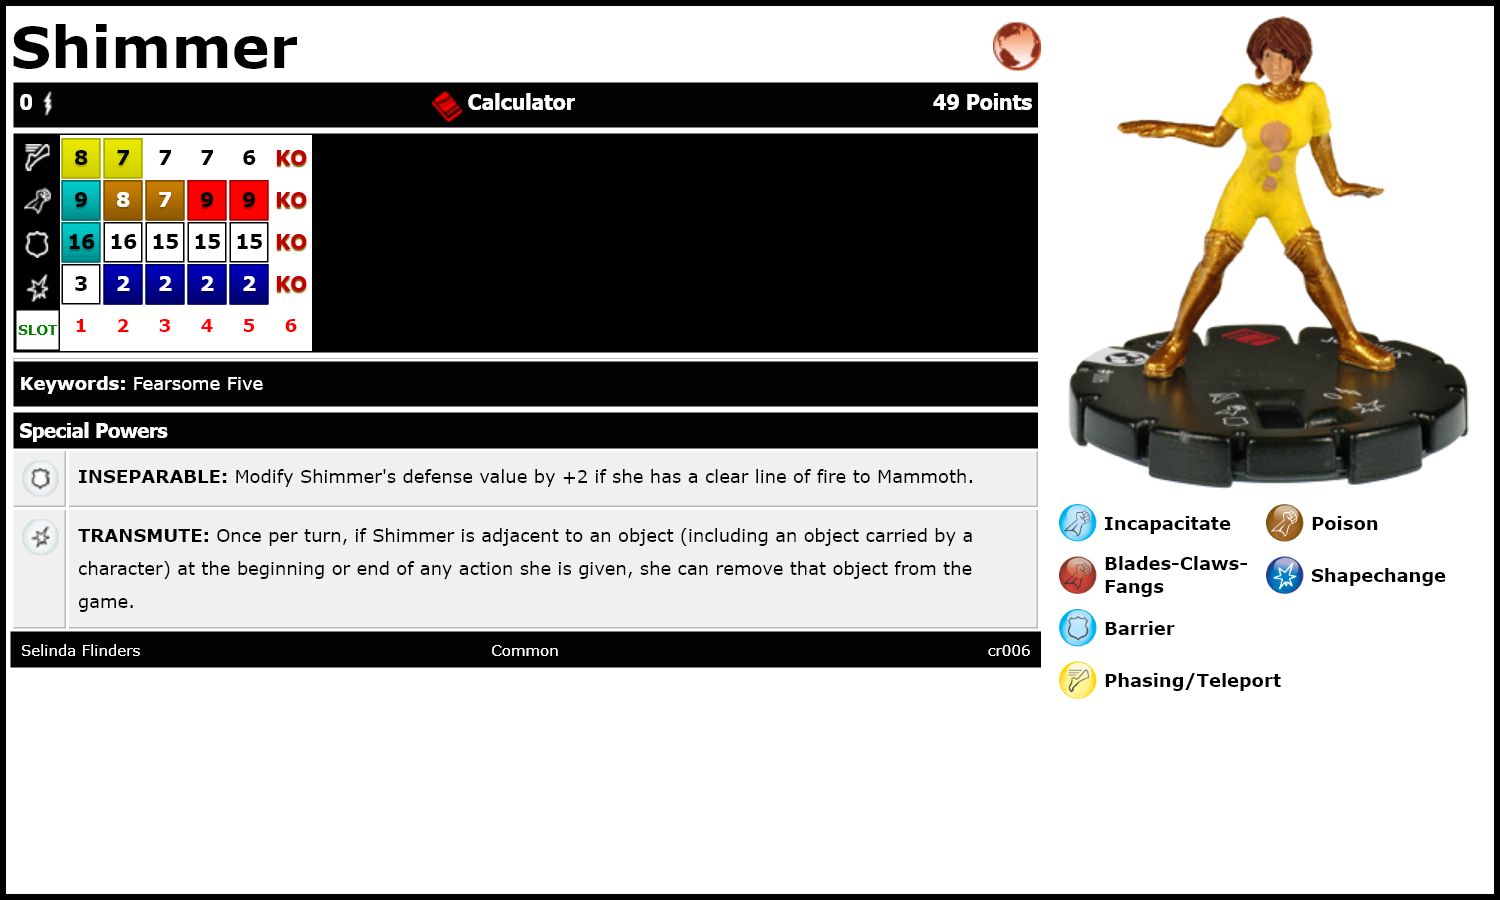 Shimmer
0 Calculator 49 Points
8 7 7 7 6 KO
9 8 7 9 9 KO
16 16 15 15 15 KO
3 2 2 2 2 KO
SLOT 1 2 3 4 5 6
Keywords: Fearsome Five
Special Powers
INSEPARABLE: Modify Shimmer's defense value by +2 if she has a clear line of fire to Mammoth.
TRANSMUTE: Once per turn, if Shimmer is adjacent to an object (including an object carried by a
character) at the beginning or end of any action she is given, she can remove that object from the
game.
Selinda Flinders Common cr006
Incapacitate Poison
Blades-Claws-
Fangs
Shapechange
Barrier
Phasing/Teleport